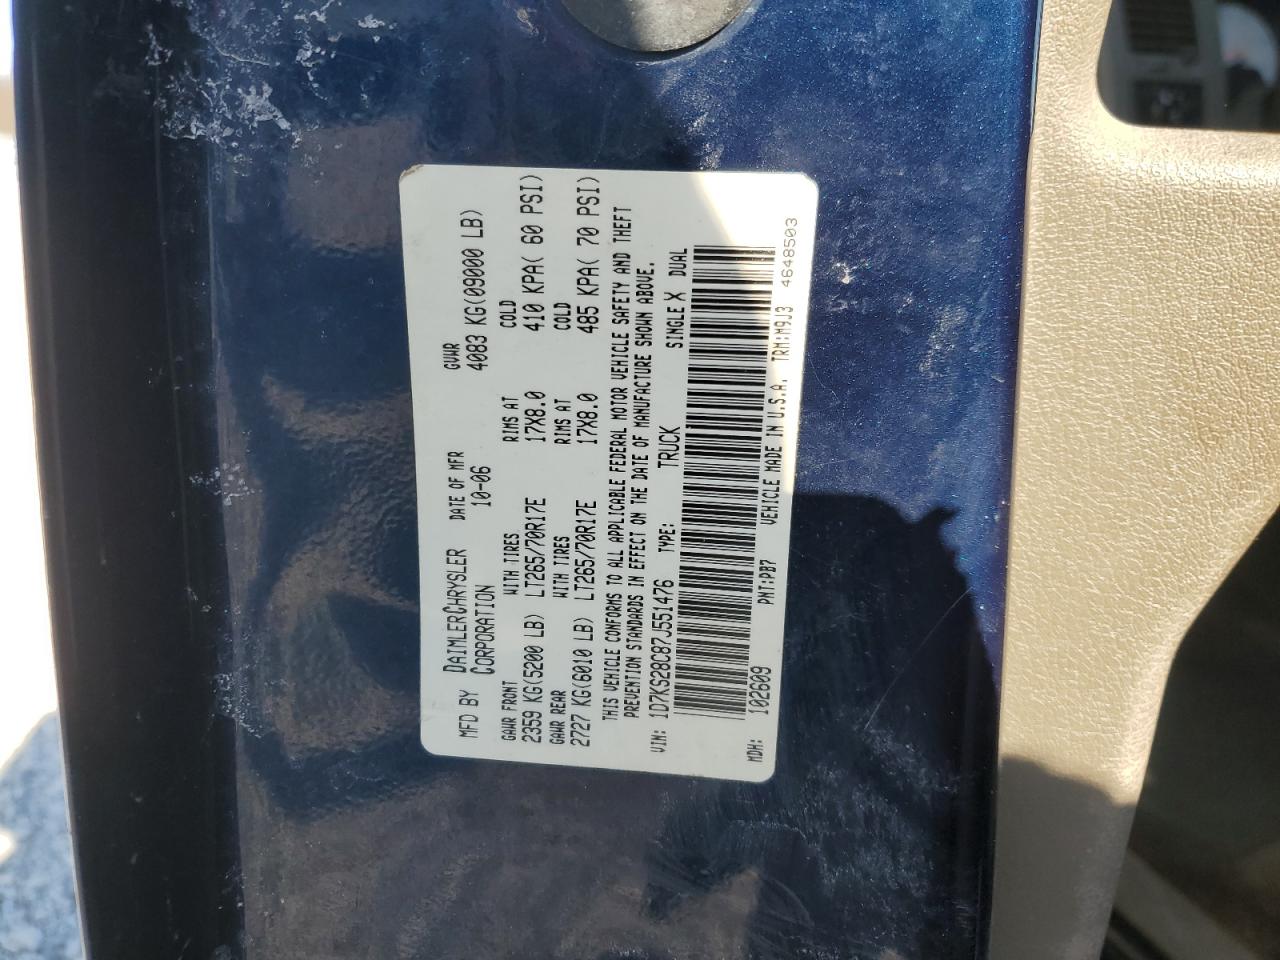 MFD BY DAIMLERCHRYSLER CORPORATION DATE OF MFR 10-06 GVWR 4083 KG(09000 LB)
GAWR FRONT WITH TIRES RIMS AT COLD
2359 KG(5200 LB) LT265/70R17E 17X8.0 410 KPA( 60 PSI)
GAWR REAR WITH TIRES RIMS AT COLD
2727 KG(6010 LB) LT265/70R17E 17X8.0 485 KPA( 70 PSI)
THIS VEHICLE CONFORMS TO ALL APPLICABLE FEDERAL MOTOR VEHICLE SAFETY AND THEFT
PREVENTION STANDARDS IN EFFECT ON THE DATE OF MANUFACTURE SHOWN ABOVE.
VIN: 1D7KS28C87J551476 TYPE: TRUCK SINGLE X DUAL
MDH: 102609 PNT:PB7 VEHICLE MADE IN U.S.A. TRM:M9J3 4648503